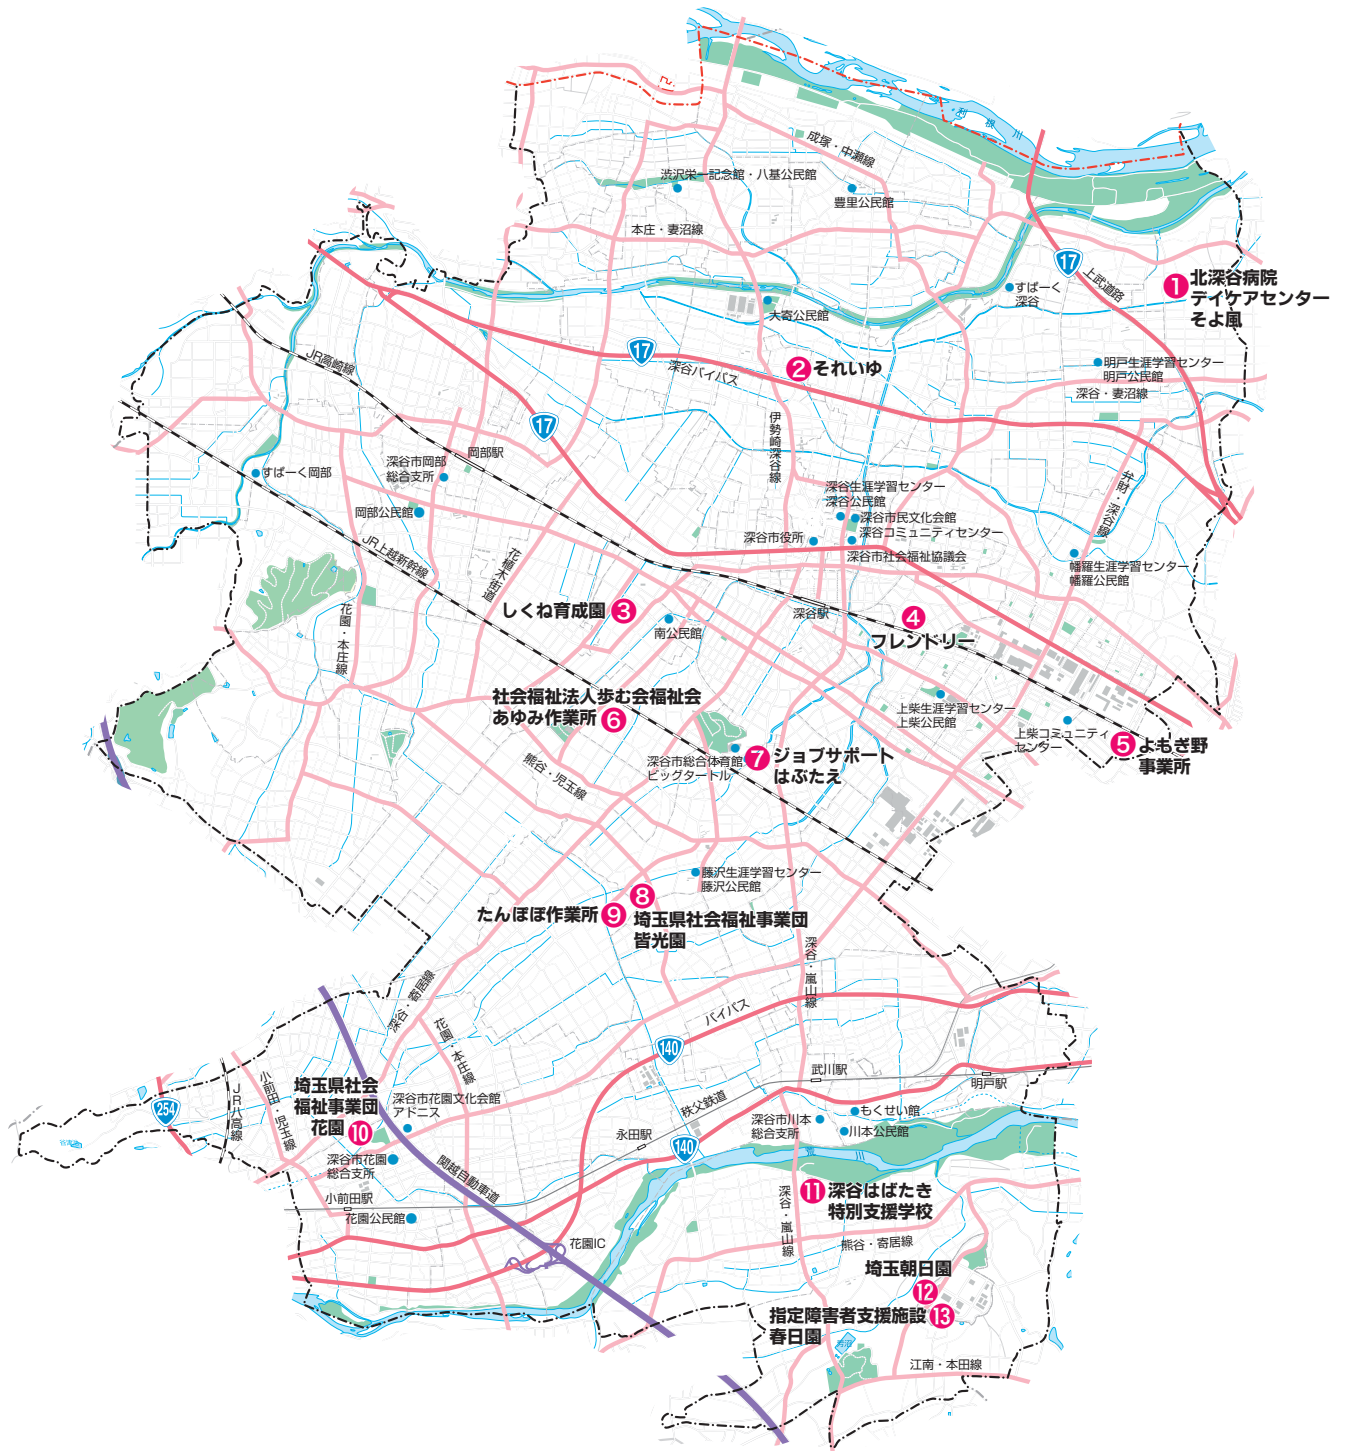 利根川
成塚・中瀬線
渋沢栄一記念館・八基公民館
豊里公民館
本庄・妻沼線
17
上武道路
1
北深谷病院
デイケアセンター
そよ風
すぱーく
深谷
大寄公民館
JR高崎線
17
深谷バイパス
2 それいゆ
明戸生涯学習センター
明戸公民館
深谷・妻沼線
伊勢崎深谷線
17
岡部駅
深谷市岡部
総合支所
すぱーく岡部
岡部公民館
弁財・深谷線
深谷生涯学習センター
深谷公民館
深谷市民文化会館
深谷コミュニティセンター
深谷市役所
深谷市社会福祉協議会
幡羅生涯学習センター
幡羅公民館
JR上越新幹線
花植木街道
花園・本庄線
しくね育成園 3
南公民館
深谷駅
4
フレンドリー
社会福祉法人歩む会福祉会
あゆみ作業所 6
上柴生涯学習センター
上柴公民館
上柴コミュニティ
センター
5 よもぎ野
事業所
深谷市総合体育館
ビッグタートル
7 ジョブサポート
はぶたえ
熊谷・児玉線
藤沢生涯学習センター
藤沢公民館
8
埼玉県社会福祉事業団
皆光園
たんぽぽ作業所 9
深谷・嵐山線
深谷・寄居線
花園・本庄線
バイパス
140
武川駅
明戸駅
254
JR八高線
小前田・児玉線
埼玉県社会
福祉事業団
花園 10
深谷市花園文化会館
アドニス
秩父鉄道
永田駅
140
深谷市川本
総合支所
もくせい館
川本公民館
荒川
深谷市花園
総合支所
関越自動車道
小前田駅
花園公民館
花園IC
11 深谷はばたき
特別支援学校
深谷・嵐山線
熊谷・寄居線
埼玉朝日園
12
指定障害者支援施設 13
春日園
江南・本田線